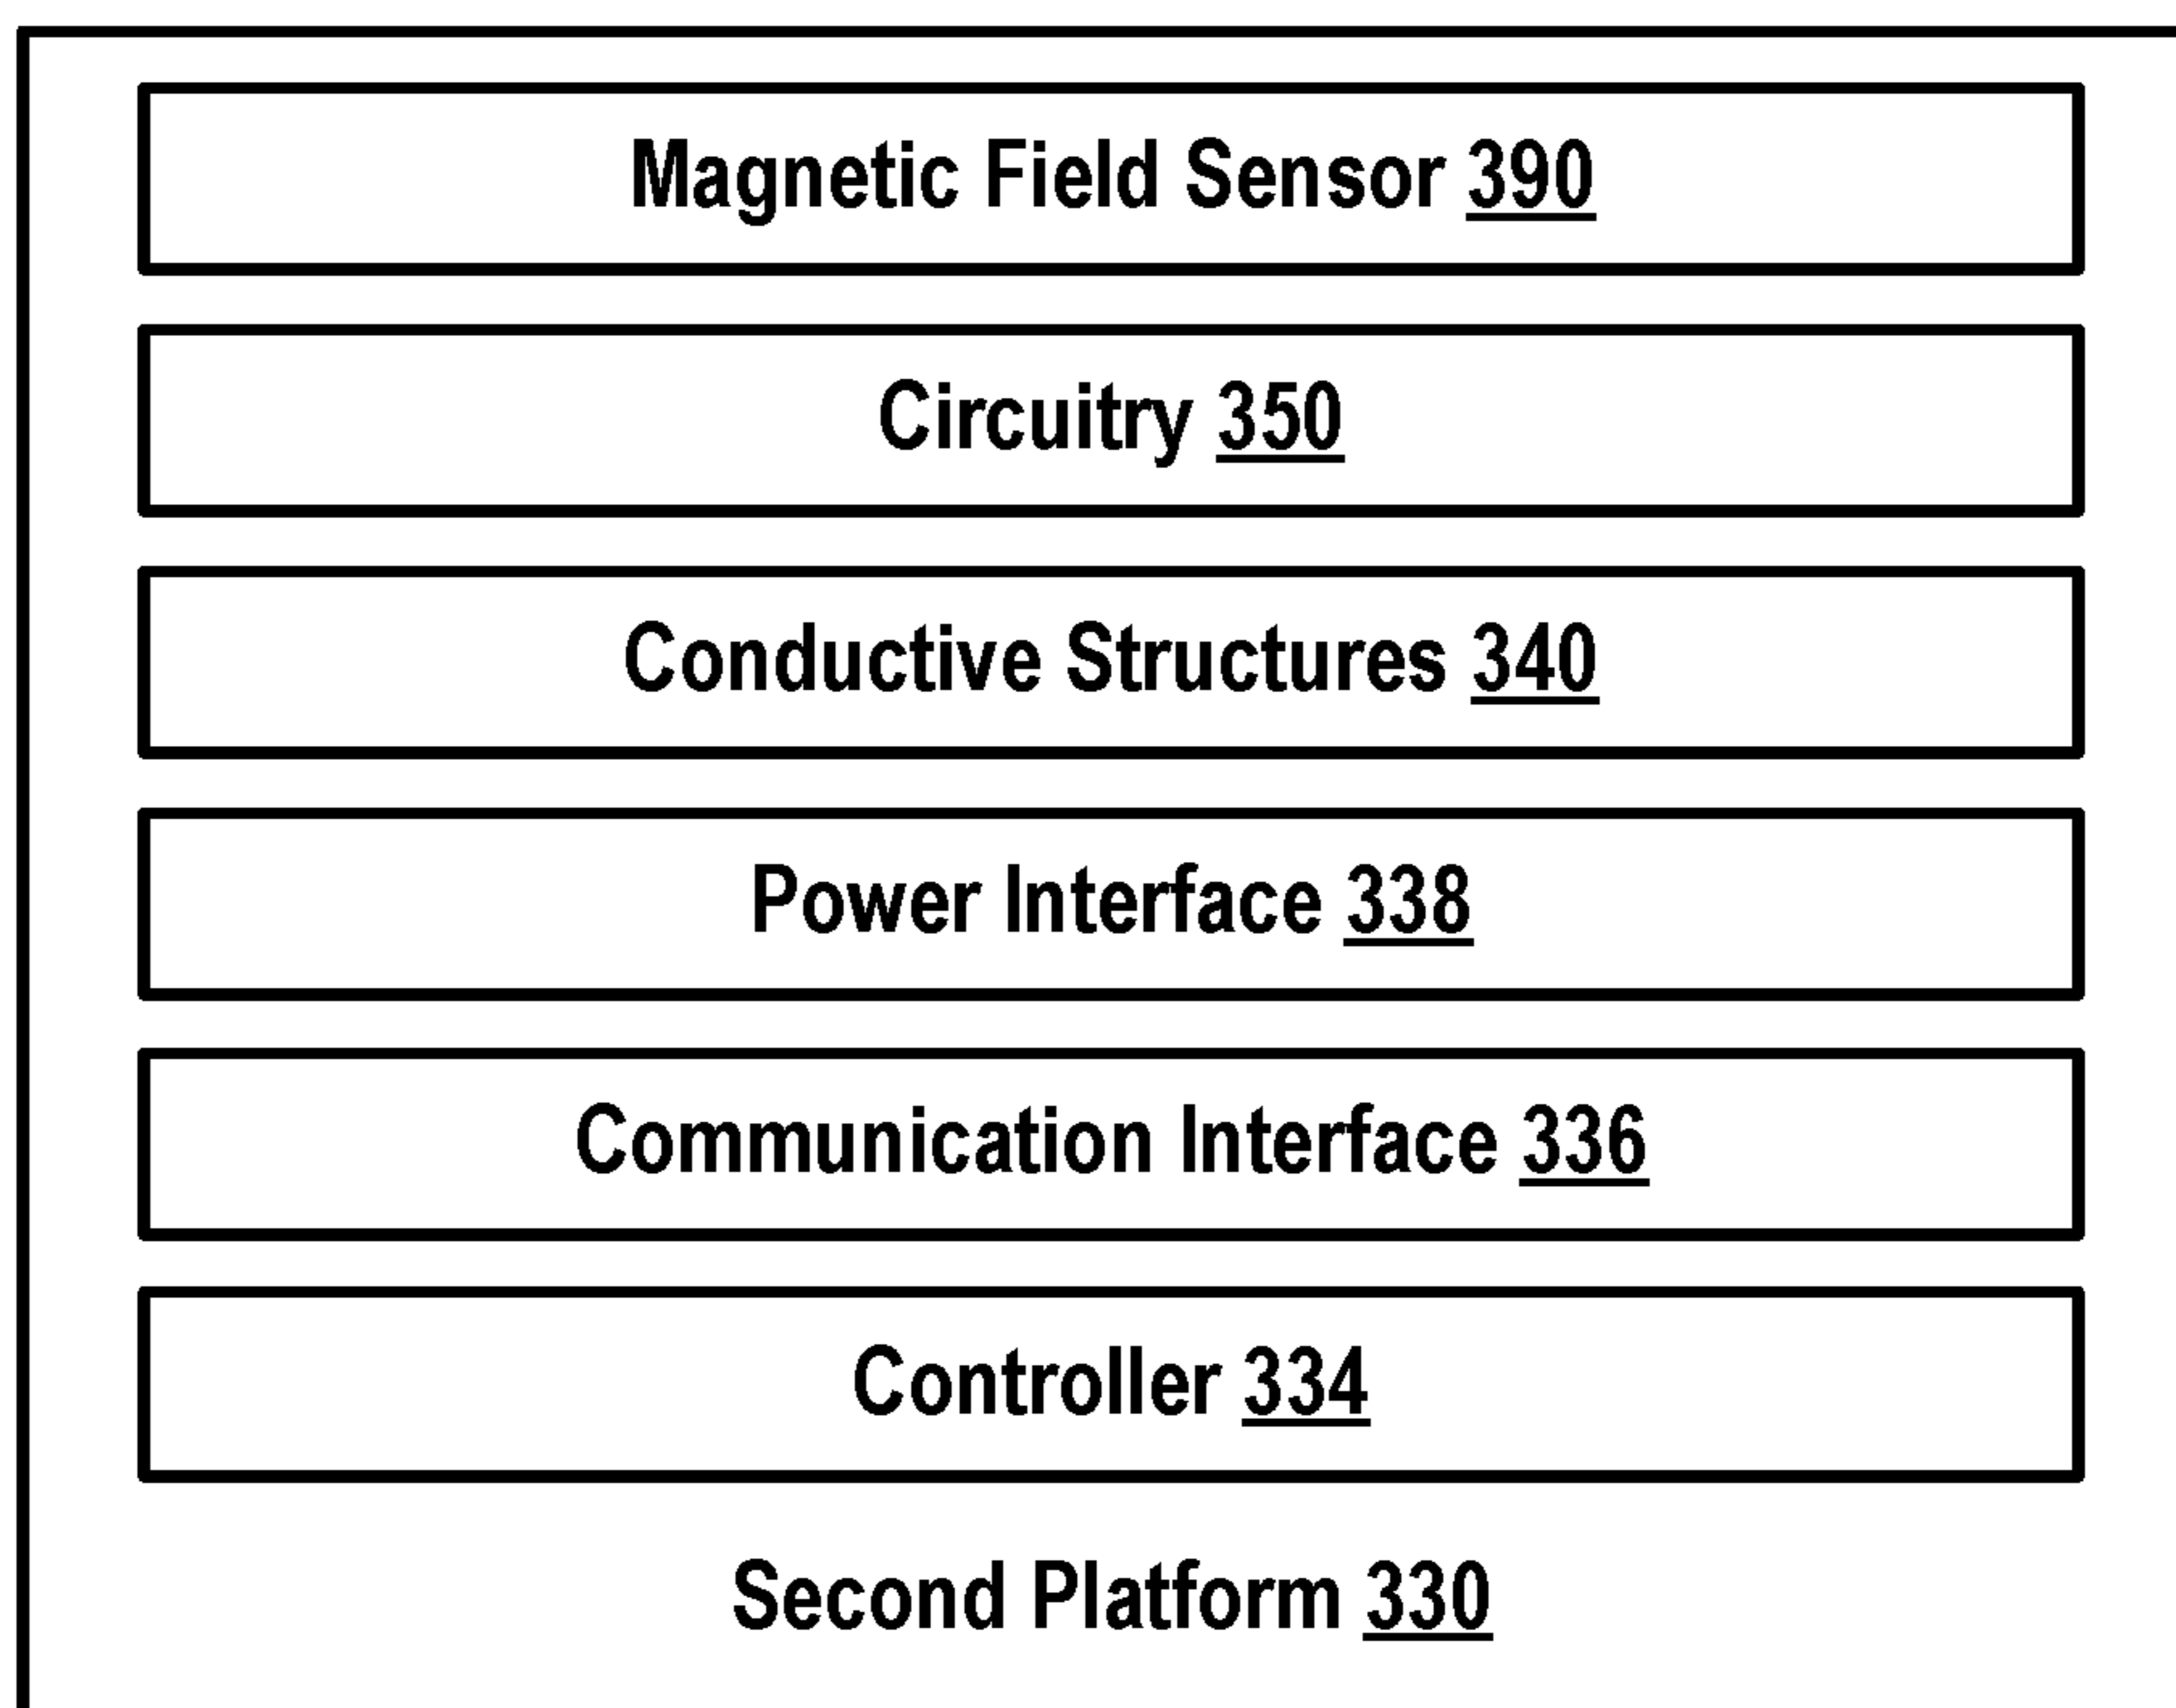 Magnetic Field Sensor 390
Circuitry 350
Conductive Structures 340
Power Interface 338
Communication Interface 336
Controller 334
Second Platform 330